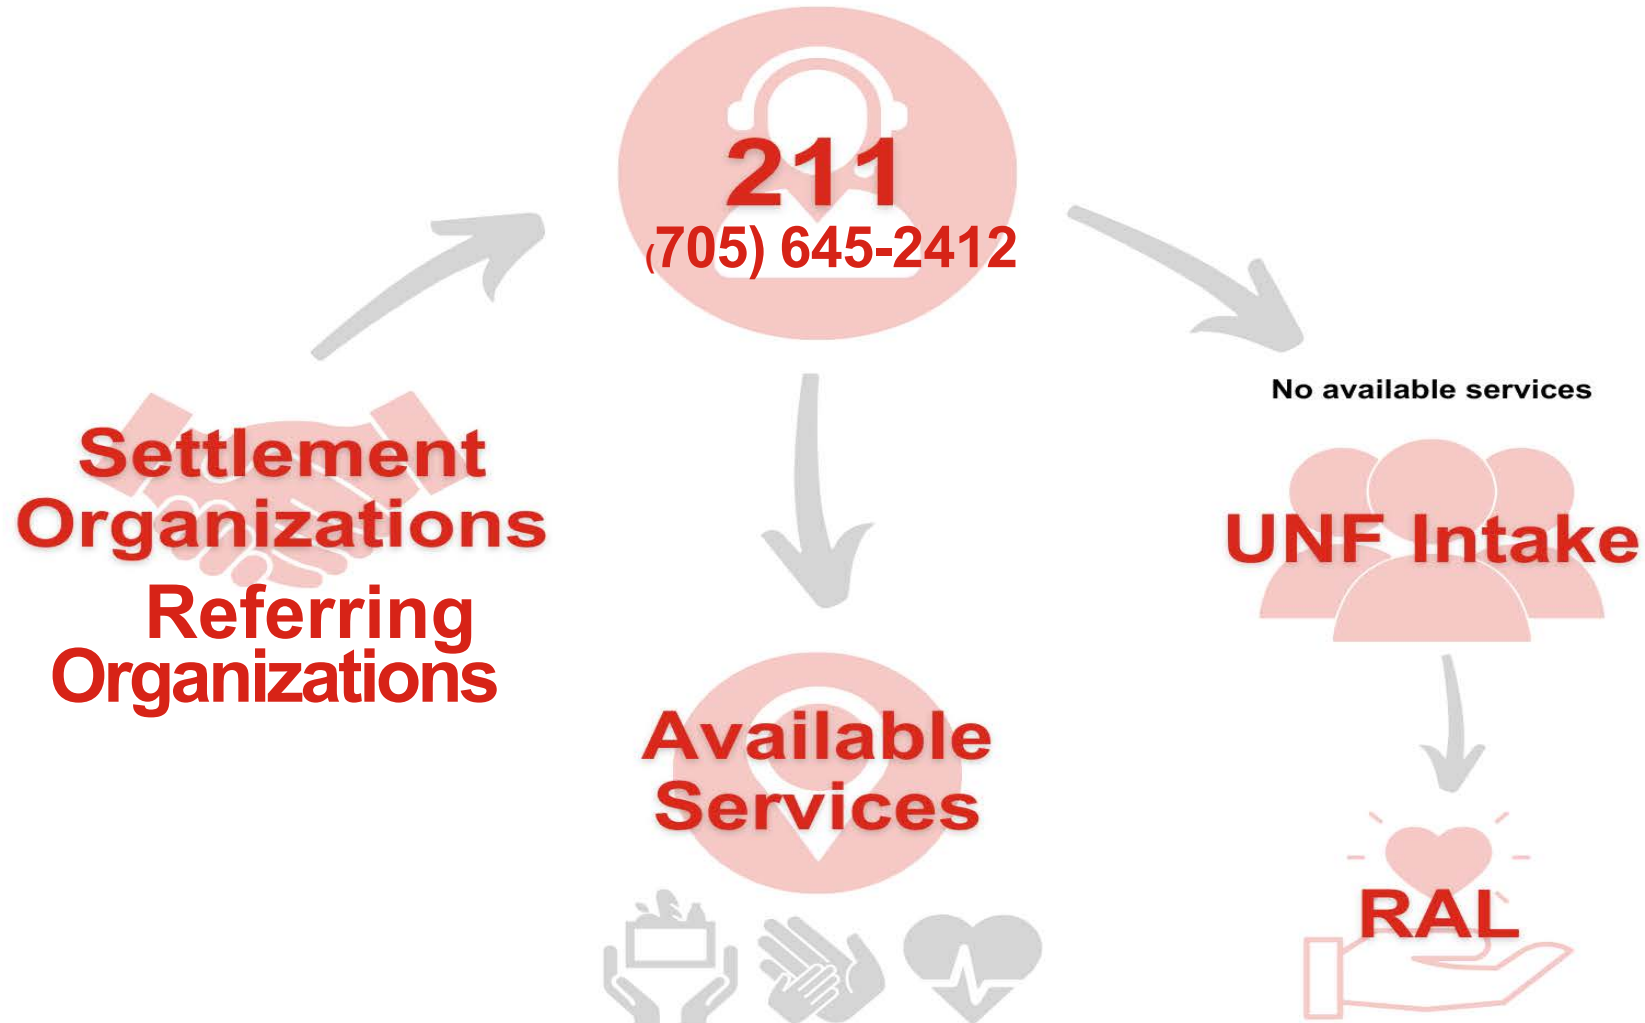 211
(705) 645-2412
No available services
Settlement
Organizations
Referring
Organizations
UNF Intake
Available
Services
RAL